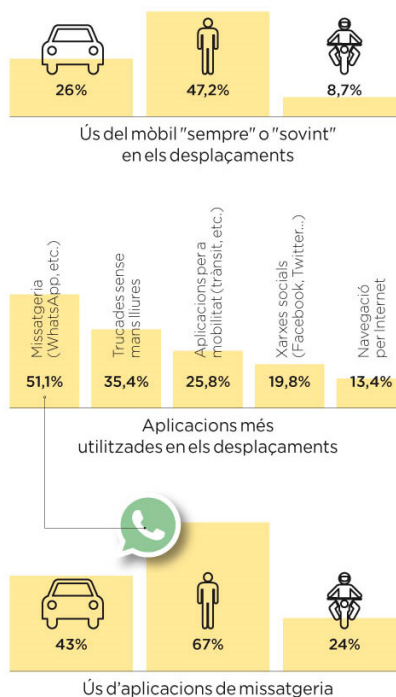 26%
47,2%
8,7%
Ús del mòbil "sempre" o "sovint"
en els desplaçaments
Missatgeria
(WhatsApp, etc.)
Trucades sense
mans lliures
Aplicacions per a
mobilitat (trànsit, etc.)
Xarxes socials
(Facebook, Twitter...)
Navegació
per Internet
51,1%
35,4%
25,8%
19,8%
13,4%
Aplicacions més
utilitzades en els desplaçaments
43%
67%
24%
Ús d'aplicacions de missatgeria